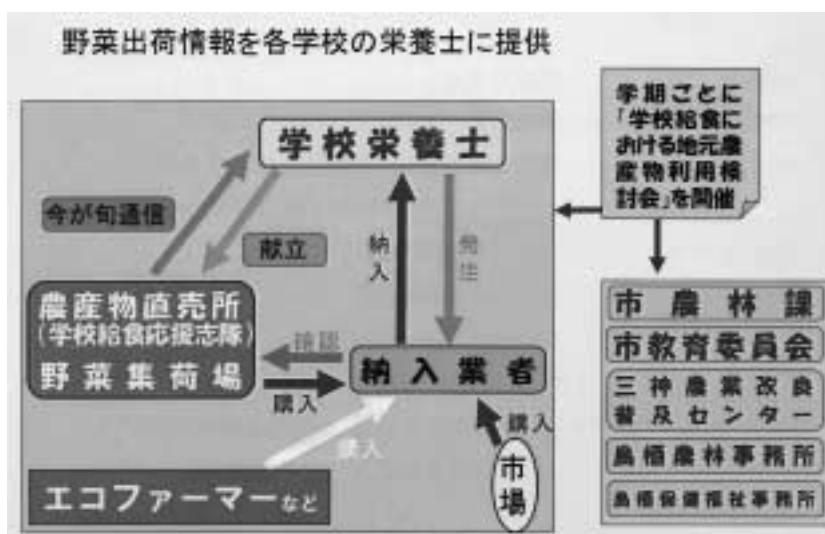 野菜出荷情報を各学校の栄養士に提供
学期ごとに
「学校給食に
おける地元農
産物利用検
討会」を開催
学校栄養士
今が旬通信
献立
納入
発注
農産物直売所
(学校給食応援志隊)
野菜集荷場
確認
納入業者
購入
購入
購入
市場
エコファーマーなど
市農林課
市教育委員会
三神農業改良
普及センター
鳥栖農林事務所
鳥栖保健福祉事務所